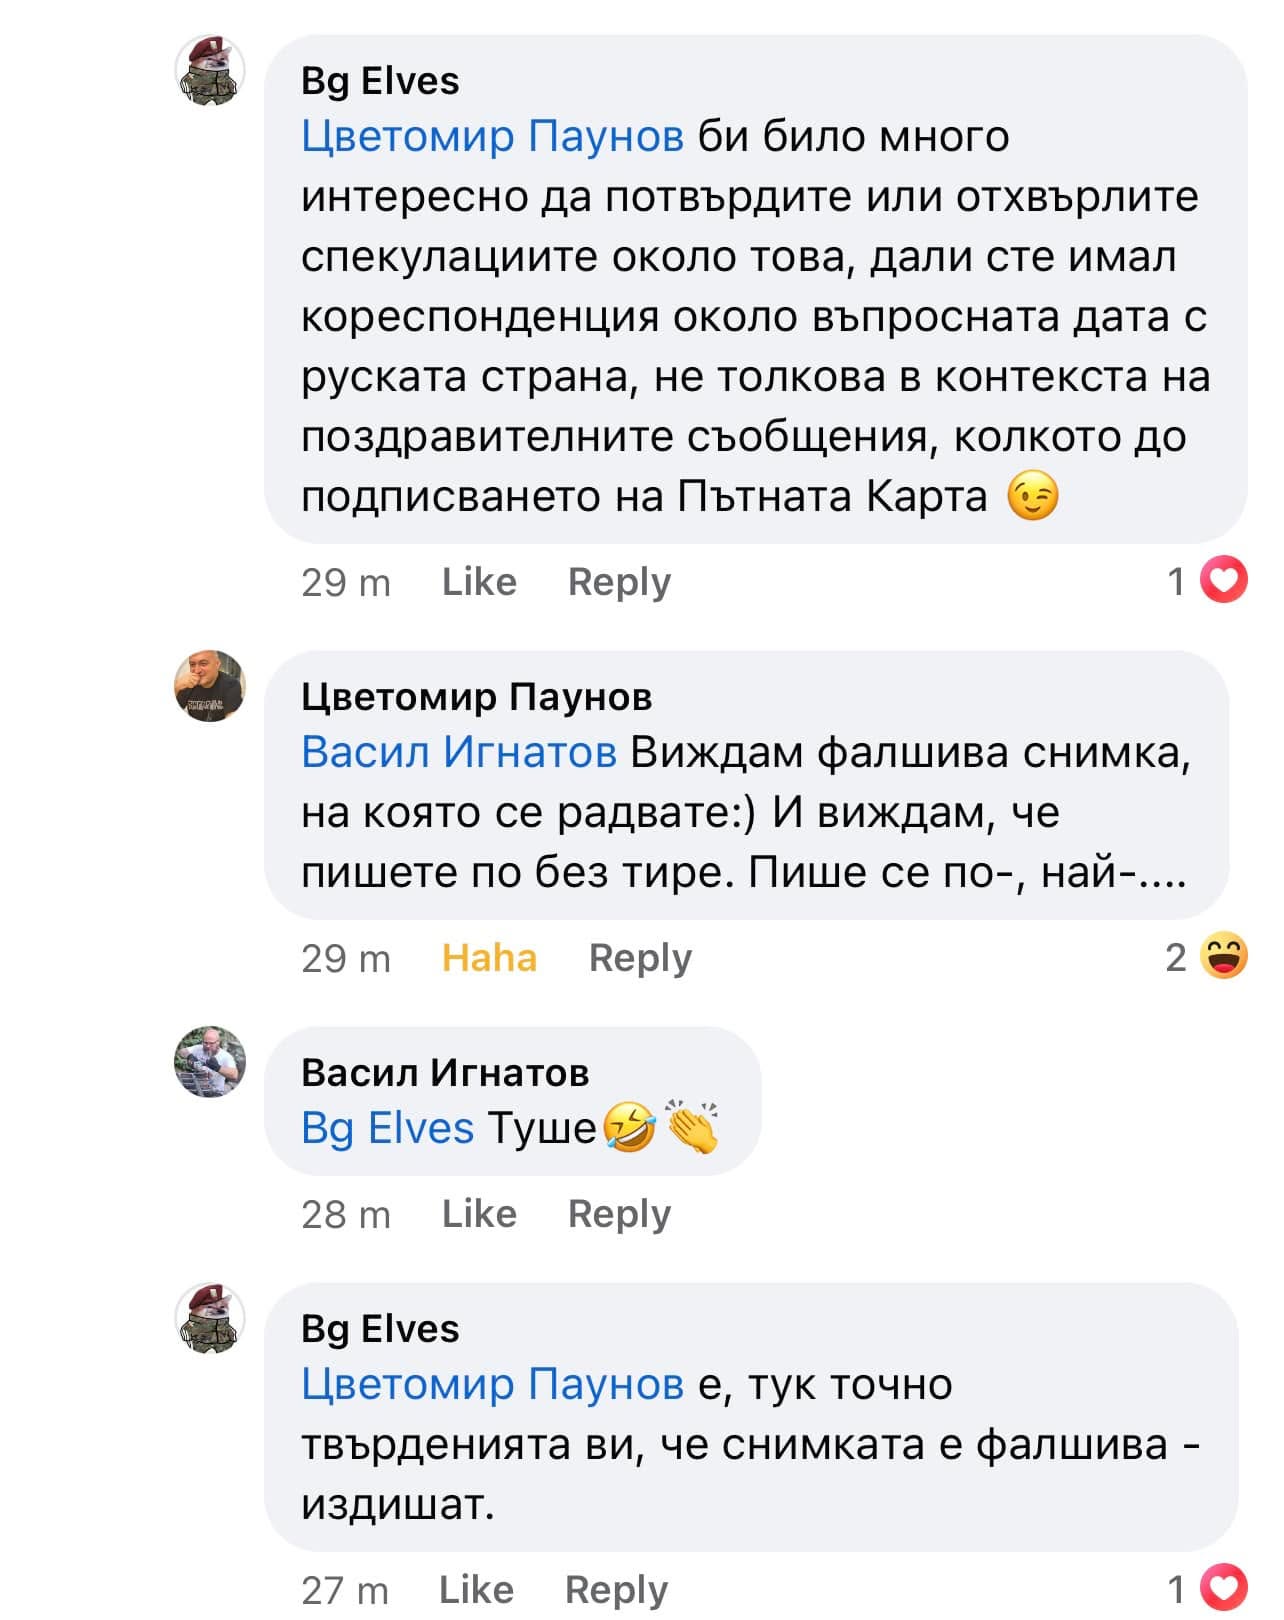 Bg Elves
Цветомир Паунов би било много
интересно да потвърдите или отхвърлите
спекулациите около това, дали сте имал
кореспонденция около въпросната дата с
руската страна, не толкова в контекста на
поздравителните съобщения, колкото до
подписването на Пътната Карта 😉
29 m Like Reply 1
Цветомир Паунов
Васил Игнатов Виждам фалшива снимка,
на която се радвате:) И виждам, че
пишете по без тире. Пише се по-, най-....
29 m Haha Reply 2
Васил Игнатов
Bg Elves Туше🤣👏
28 m Like Reply
Bg Elves
Цветомир Паунов е, тук точно
твърденията ви, че снимката е фалшива -
издишат.
27 m Like Reply 1